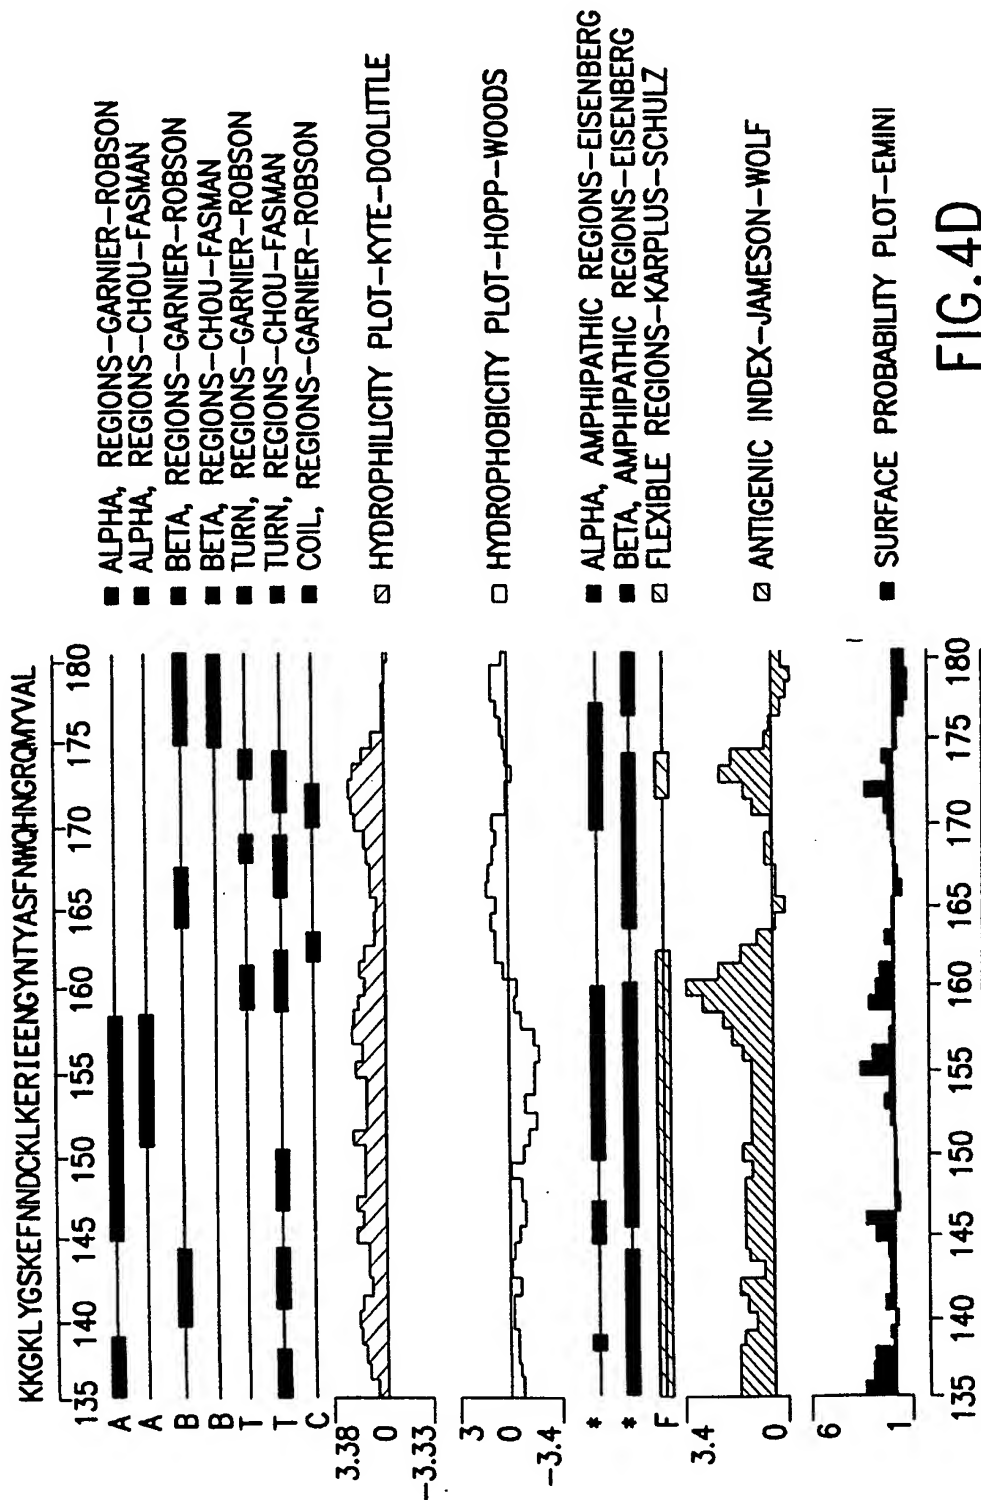 KKGKLYGSKEFNNDCKLKERIEENGYNTYASFNWQHNGRQMYVAL
135 140 145 150 155 160 165 170 175 180
A ALPHA, REGIONS-GARNIER-ROBSON
A ALPHA, REGIONS-CHOU-FASMAN
B BETA, REGIONS-GARNIER-ROBSON
B BETA, REGIONS-CHOU-FASMAN
T TURN, REGIONS-GARNIER-ROBSON
T TURN, REGIONS-CHOU-FASMAN
C COIL, REGIONS-GARNIER-ROBSON
3.38
0 HYDROPHILICITY PLOT-KYTE-DOOLITTLE
-3.33
3
0 HYDROPHOBICITY PLOT-HOPP-WOODS
-3.4
* ALPHA, AMPHIPATHIC REGIONS-EISENBERG
* BETA, AMPHIPATHIC REGIONS-EISENBERG
F FLEXIBLE REGIONS-KARPLUS-SCHULZ
3.4
ANTIGENIC INDEX-JAMESON-WOLF
0
6
SURFACE PROBABILITY PLOT-EMINI
1
135 140 145 150 155 160 165 170 175 180
FIG.4D